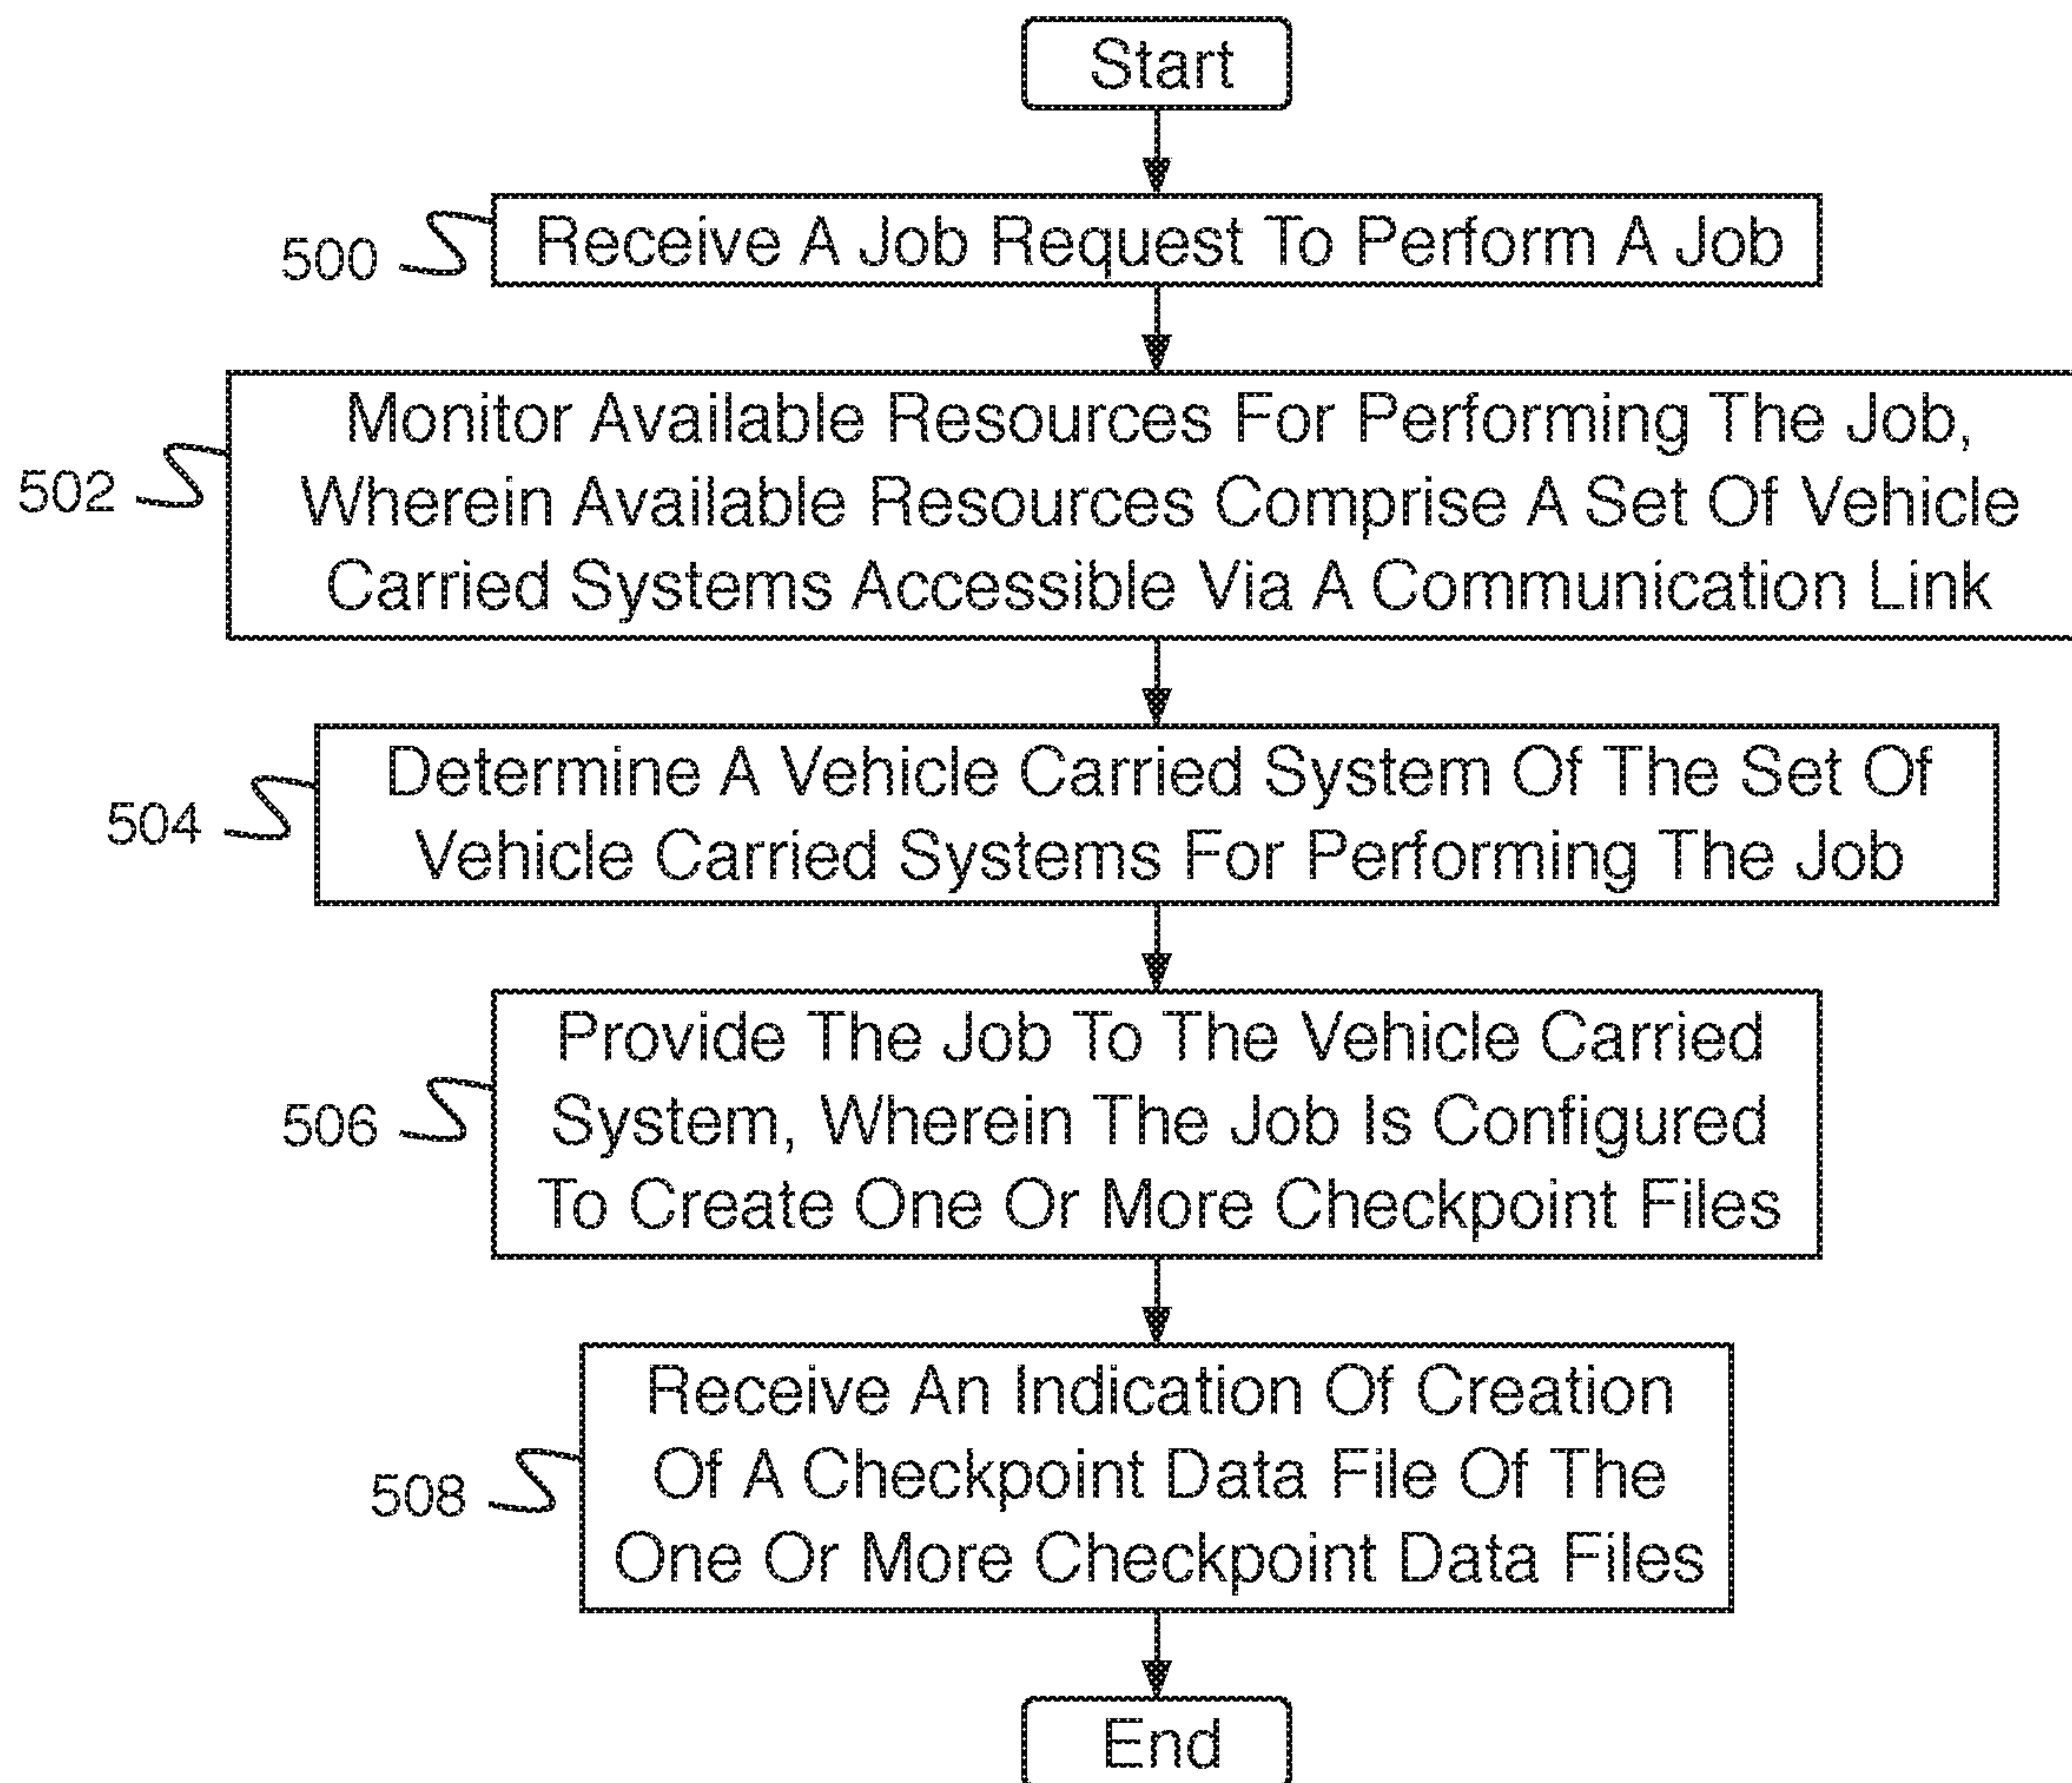 Start
500
Receive A Job Request To Perform A Job
502
Monitor Available Resources For Performing The Job,
Wherein Available Resources Comprise A Set Of Vehicle
Carried Systems Accessible Via A Communication Link
504
Determine A Vehicle Carried System Of The Set Of
Vehicle Carried Systems For Performing The Job
506
Provide The Job To The Vehicle Carried
System, Wherein The Job Is Configured
To Create One Or More Checkpoint Files
508
Receive An Indication Of Creation
Of A Checkpoint Data File Of The
One Or More Checkpoint Data Files
End